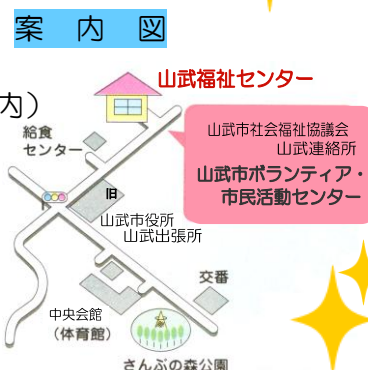 案内図
山武福祉センター
内）
山武市社会福祉協議会
山武連絡所
山武市ボランティア・
市民活動センター
給食
センター
旧
山武市役所
山武出張所
交番
中央会館
（体育館）
さんぶの森公園